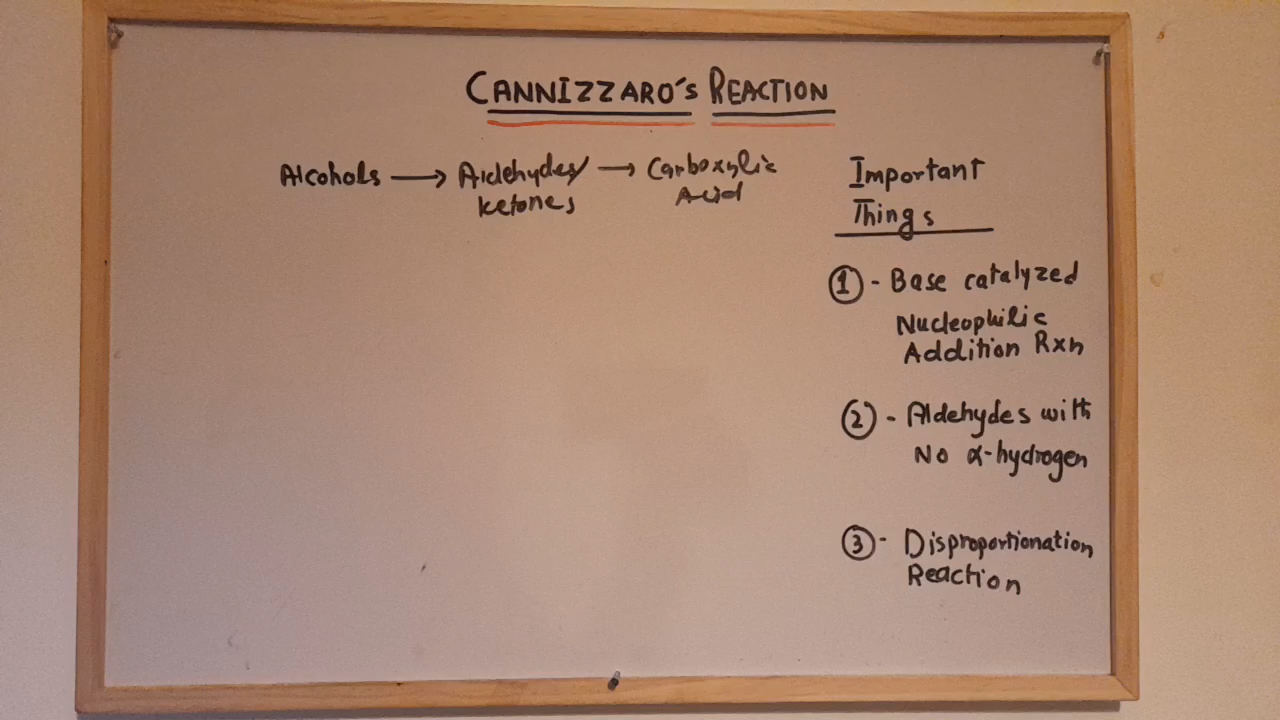 CANNIZZARO'S REACTION
Alcohols → Aldehydes/ → Carboxylic
Ketones Acid
Important
Things
① - Base catalyzed
Nucleophilic
Addition Rxn
② - Aldehydes with
No α-hydrogen
③ - Disproportionation
Reaction